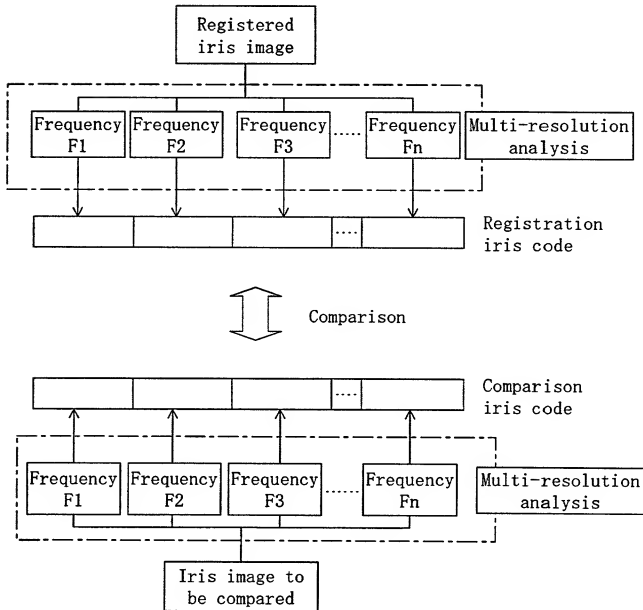 Registered
iris image
Frequency
F1
Frequency
F2
Frequency
F3
......
Frequency
Fn
Multi-resolution
analysis
....
Registration
iris code
Comparison
....
Comparison
iris code
Frequency
F1
Frequency
F2
Frequency
F3
......
Frequency
Fn
Multi-resolution
analysis
Iris image to
be compared